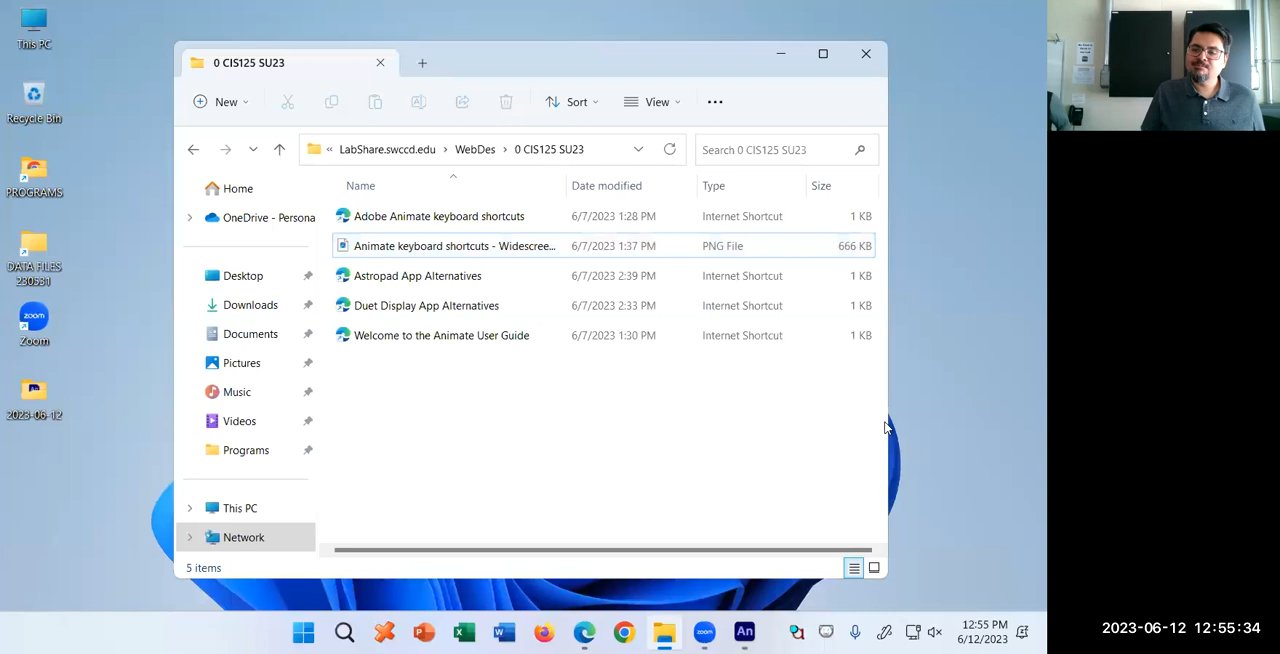 This PC
Recycle Bin
PROGRAMS
DATA FILES
230531
zoom
Zoom
An
2023-06-12
0 CIS125 SU23
New
Sort
View
« LabShare.swccd.edu › WebDes › 0 CIS125 SU23
Search 0 CIS125 SU23
Home
OneDrive - Persona
Desktop
Downloads
Documents
Pictures
Music
Videos
Programs
This PC
Network
Name Date modified Type Size
Adobe Animate keyboard shortcuts 6/7/2023 1:28 PM Internet Shortcut 1 KB
Animate keyboard shortcuts - Widescree... 6/7/2023 1:37 PM PNG File 666 KB
Astropad App Alternatives 6/7/2023 2:39 PM Internet Shortcut 1 KB
Duet Display App Alternatives 6/7/2023 2:33 PM Internet Shortcut 1 KB
Welcome to the Animate User Guide 6/7/2023 1:30 PM Internet Shortcut 1 KB
5 items
zoom
An
12:55 PM
6/12/2023
2023-06-12 12:55:34